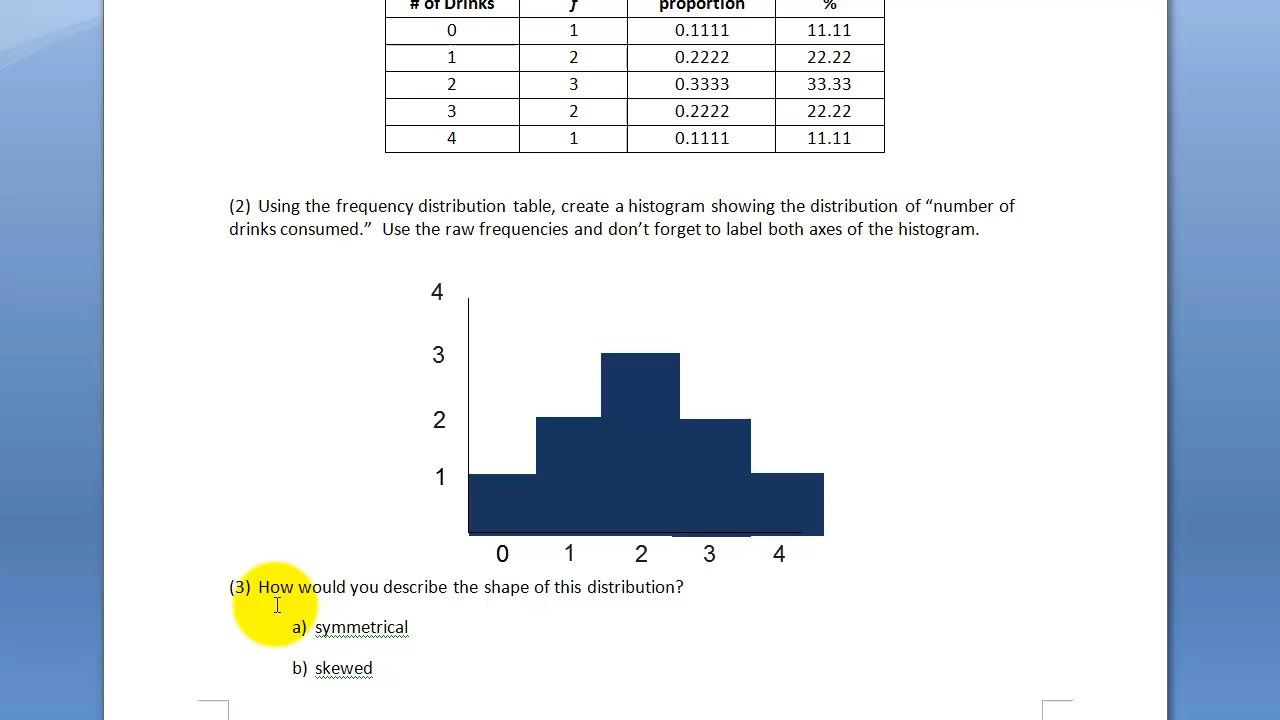 # of Drinks f proportion %
0 1 0.1111 11.11
1 2 0.2222 22.22
2 3 0.3333 33.33
3 2 0.2222 22.22
4 1 0.1111 11.11
(2) Using the frequency distribution table, create a histogram showing the distribution of “number of
drinks consumed.” Use the raw frequencies and don’t forget to label both axes of the histogram.
4
3
2
1
0 1 2 3 4
(3) How would you describe the shape of this distribution?
a) symmetrical
b) skewed